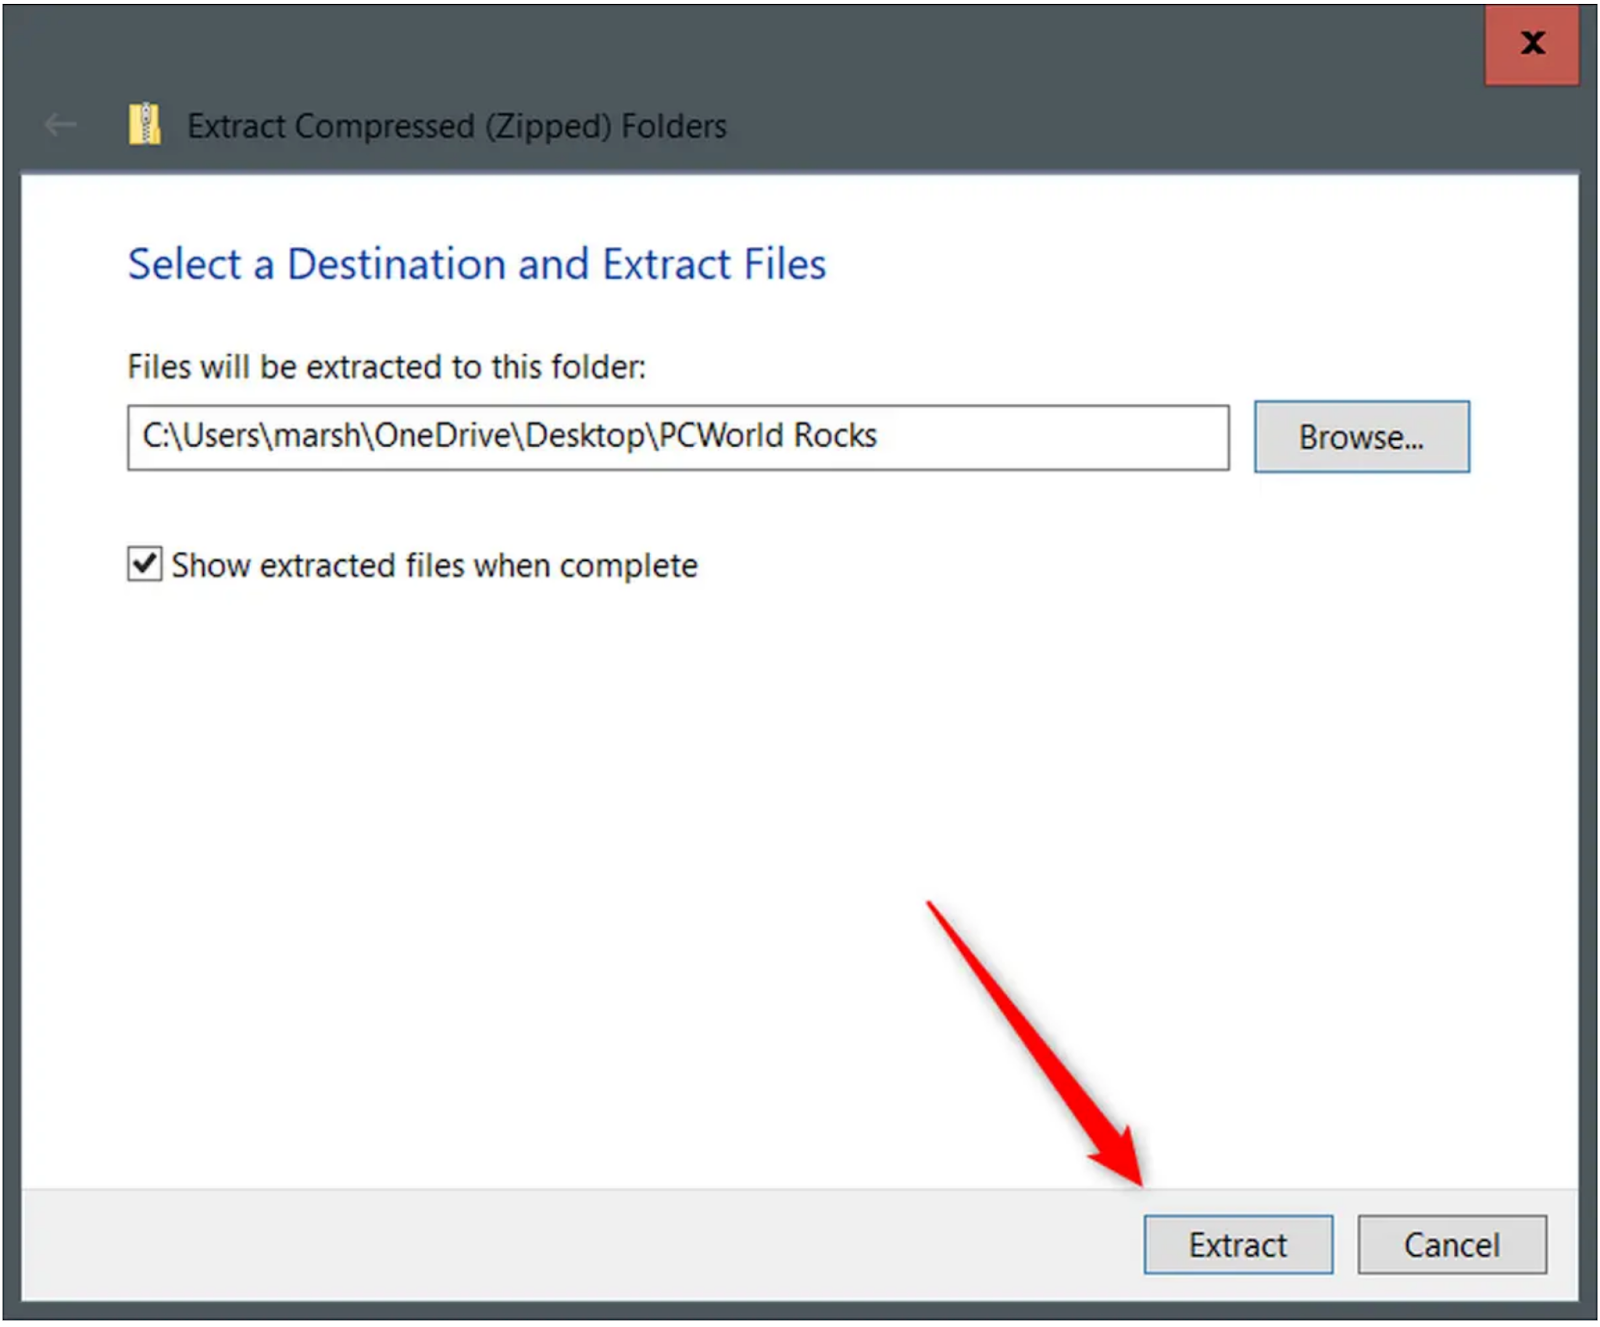 Extract Compressed (Zipped) Folders
Select a Destination and Extract Files
Files will be extracted to this folder:
C:\Users\marsh\OneDrive\Desktop\PCWorld Rocks
Browse...
Show extracted files when complete
Extract
Cancel